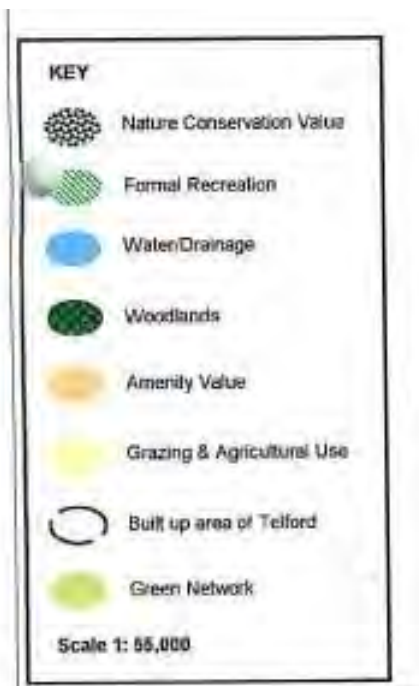 KEY
Nature Conservation Value
Formal Recreation
Water/Drainage
Woodlands
Amenity Value
Grazing & Agricultural Use
Built up area of Telford
Green Network
Scale 1: 55,000